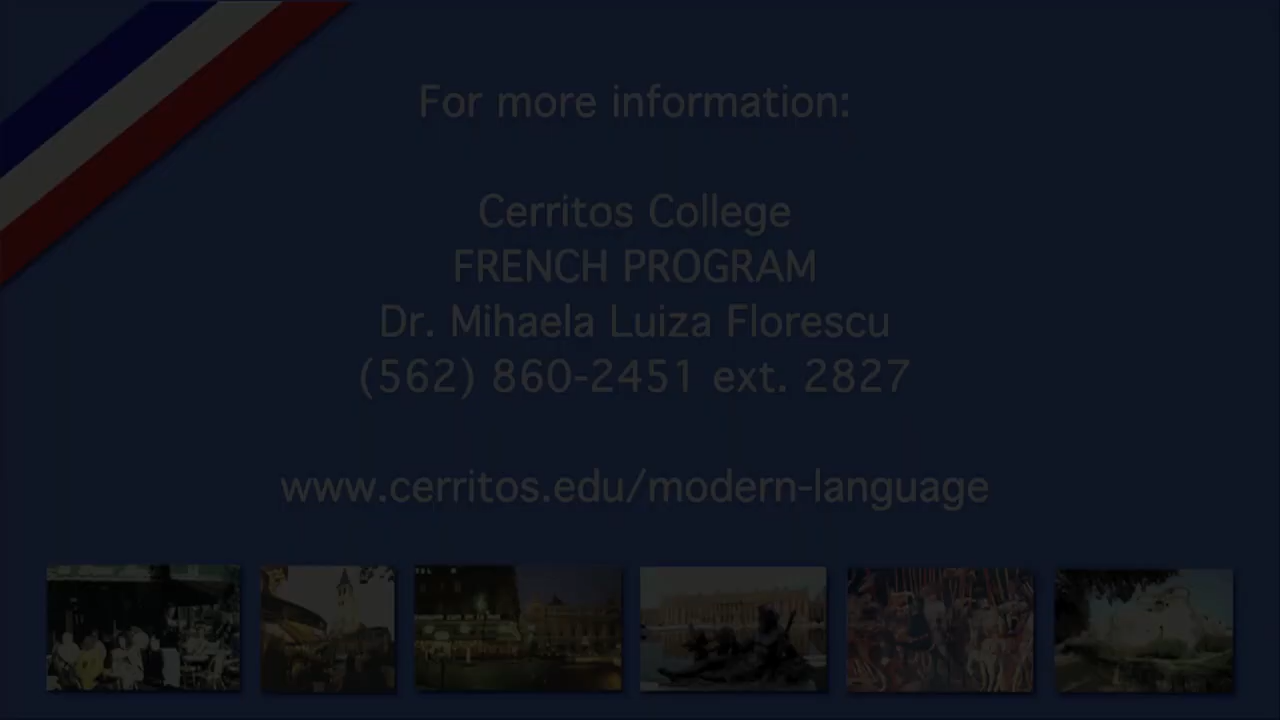 For more information:
Cerritos College
FRENCH PROGRAM
Dr. Mihaela Luiza Florescu
(562) 860-2451 ext. 2827
www.cerritos.edu/modern-language